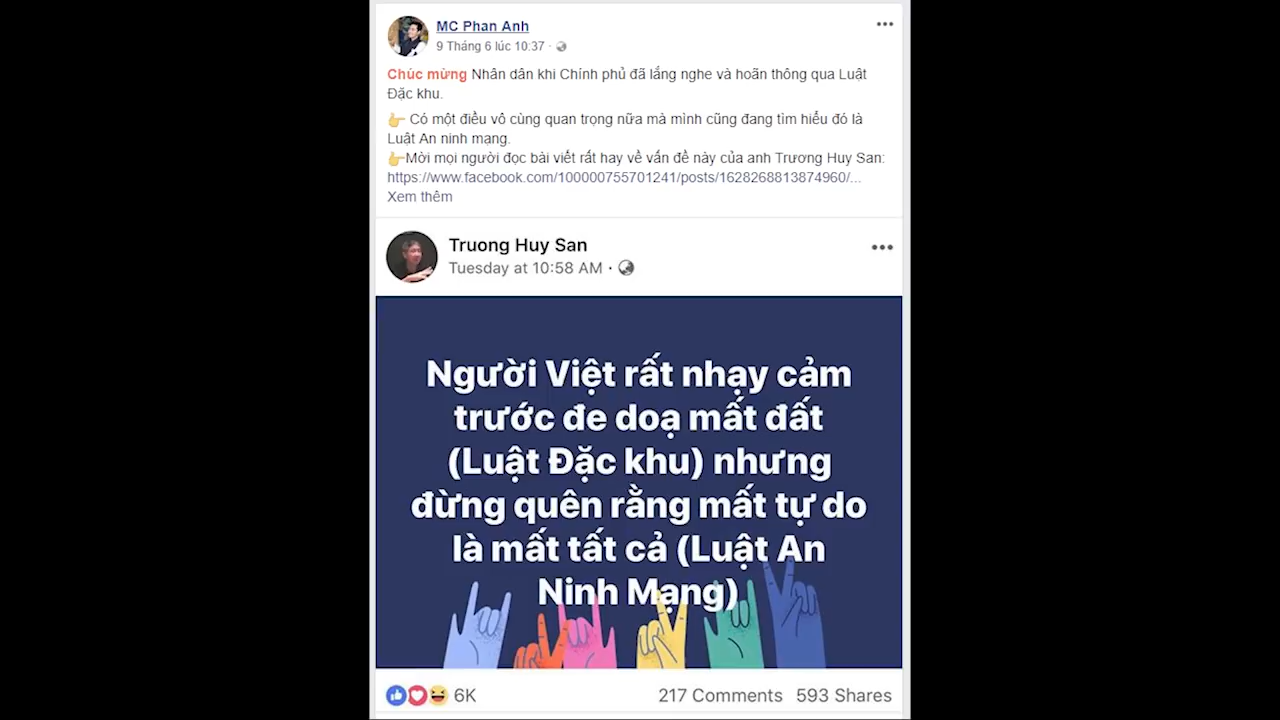 MC Phan Anh
9 Tháng 6 lúc 10:37 ·
Chúc mừng Nhân dân khi Chính phủ đã lắng nghe và hoãn thông qua Luật
Đặc khu.
Có một điều vô cùng quan trọng nữa mà mình cũng đang tìm hiểu đó là
Luật An ninh mạng.
Mời mọi người đọc bài viết rất hay về vấn đề này của anh Trương Huy San:
https://www.facebook.com/100000755701241/posts/1628268813874960/...
Xem thêm
Truong Huy San
Tuesday at 10:58 AM ·
Người Việt rất nhạy cảm
trước đe doạ mất đất
(Luật Đặc khu) nhưng
đừng quên rằng mất tự do
là mất tất cả (Luật An
Ninh Mạng)
6K 217 Comments 593 Shares